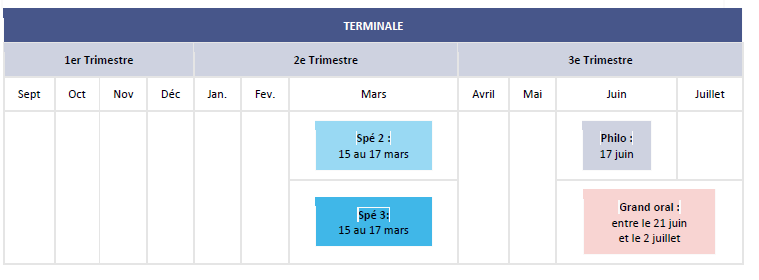 TERMINALE
1er Trimestre 2e Trimestre 3e Trimestre
Sept Oct Nov Déc Jan. Fev. Mars Avril Mai Juin Juillet
Spé 2 :
15 au 17 mars
Philo :
17 juin
Spé 3:
15 au 17 mars
Grand oral :
entre le 21 juin
et le 2 juillet